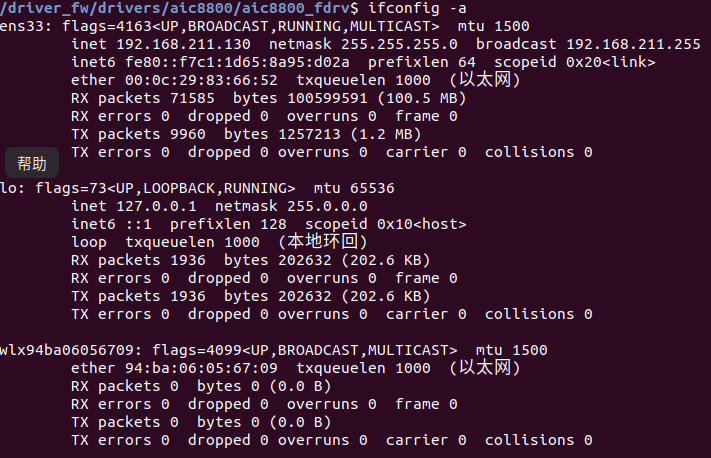 /driver_fw/drivers/aic8800/aic8800_fdrv$ ifconfig -a
ens33: flags=4163<UP,BROADCAST,RUNNING,MULTICAST>  mtu 1500
inet 192.168.211.130  netmask 255.255.255.0  broadcast 192.168.211.255
inet6 fe80::f7c1:1d65:8a95:d02a  prefixlen 64  scopeid 0x20<link>
ether 00:0c:29:83:66:52  txqueuelen 1000  (以太网)
RX packets 71585  bytes 100599591 (100.5 MB)
RX errors 0  dropped 0  overruns 0  frame 0
TX packets 9960  bytes 1257213 (1.2 MB)
TX errors 0  dropped 0 overruns 0  carrier 0  collisions 0
帮助
lo: flags=73<UP,LOOPBACK,RUNNING>  mtu 65536
inet 127.0.0.1  netmask 255.0.0.0
inet6 ::1  prefixlen 128  scopeid 0x10<host>
loop  txqueuelen 1000  (本地环回)
RX packets 1936  bytes 202632 (202.6 KB)
RX errors 0  dropped 0  overruns 0  frame 0
TX packets 1936  bytes 202632 (202.6 KB)
TX errors 0  dropped 0 overruns 0  carrier 0  collisions 0
wlx94ba06056709: flags=4099<UP,BROADCAST,MULTICAST>  mtu 1500
ether 94:ba:06:05:67:09  txqueuelen 1000  (以太网)
RX packets 0  bytes 0 (0.0 B)
RX errors 0  dropped 0  overruns 0  frame 0
TX packets 0  bytes 0 (0.0 B)
TX errors 0  dropped 0 overruns 0  carrier 0  collisions 0